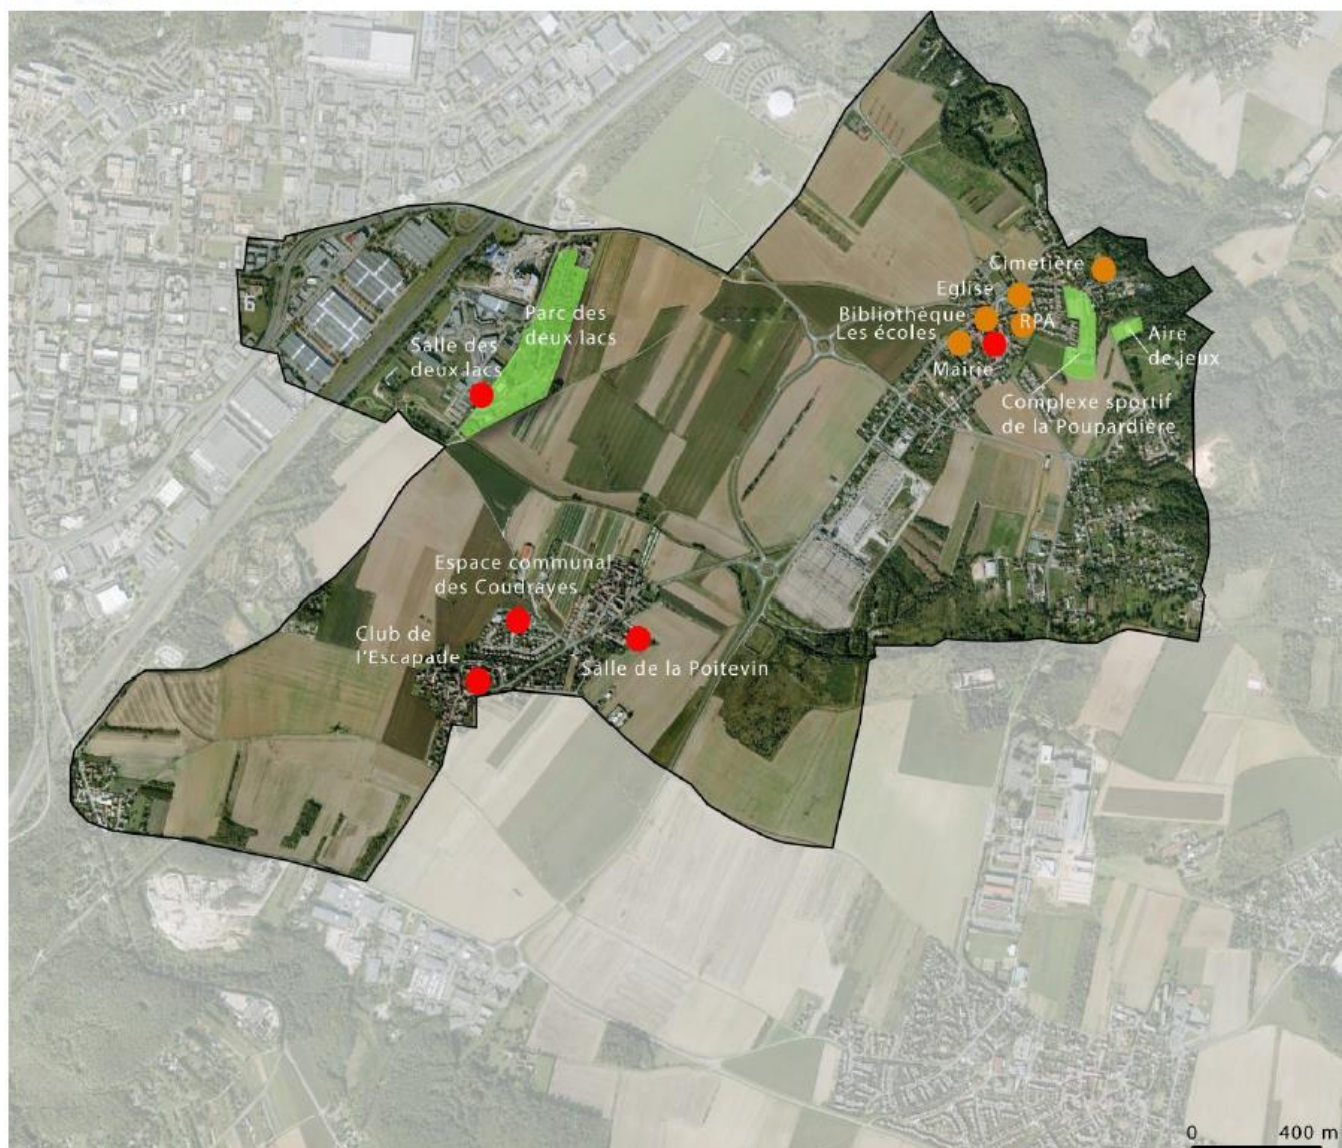 Cimetière
Eglise
Bibliothèque
RPA
Les écoles
Aire
de jeux
Mairie
Parc des
deux lacs
Salle des
deux lacs
Complexe sportif
de la Poupardière
Espace communal
des Coudrayes
Club de
l'Escapade
Salle de la Poitevin
0
400 m